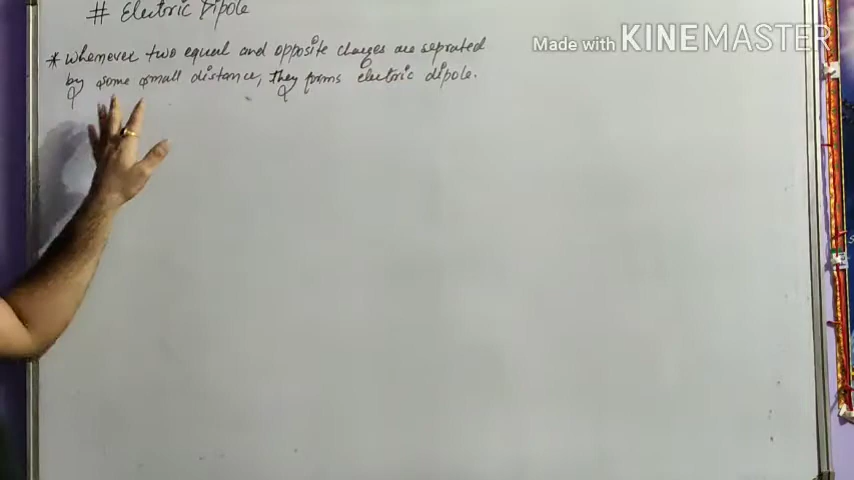 # Electric Dipole
Made with KINEMASTER
* Whenever two equal and opposite charges are seprated
by some small distance, they forms electric dipole.